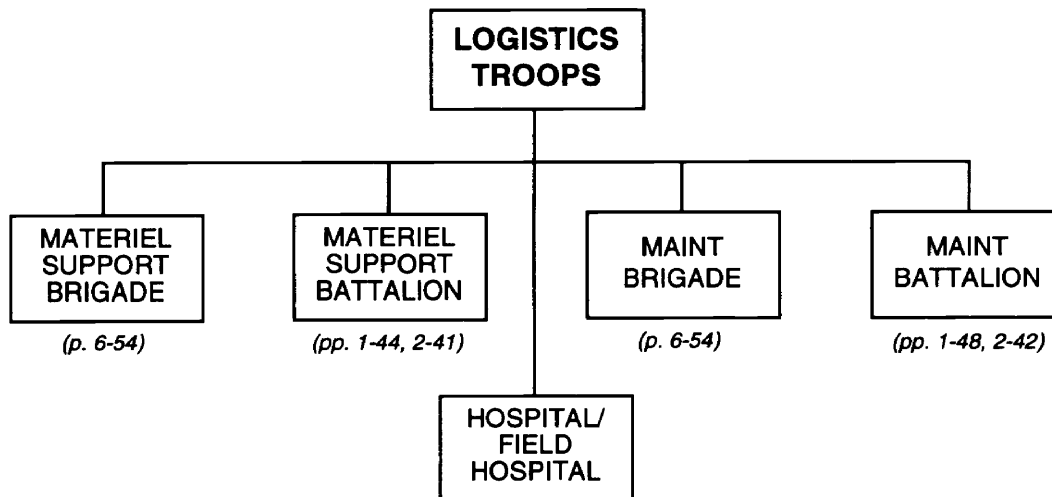 LOGISTICS
TROOPS
MATERIEL
SUPPORT
BRIGADE
(p. 6-54)
MATERIEL
SUPPORT
BATTALION
(pp. 1-44, 2-41)
MAINT
BRIGADE
(p. 6-54)
MAINT
BATTALION
(pp. 1-48, 2-42)
HOSPITAL/
FIELD
HOSPITAL